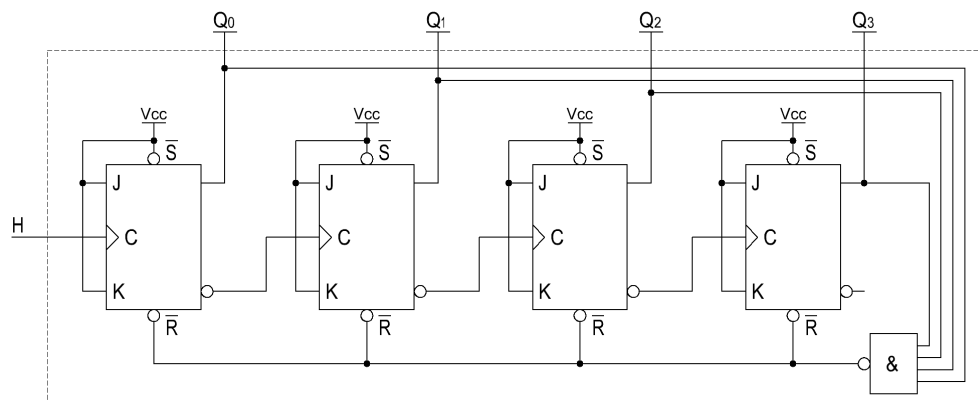 Q0 Q1 Q2 Q3
Vcc Vcc Vcc Vcc
S̅ S̅ S̅ S̅
J J J J
H C C C C
K K K K
R̅ R̅ R̅ R̅
&